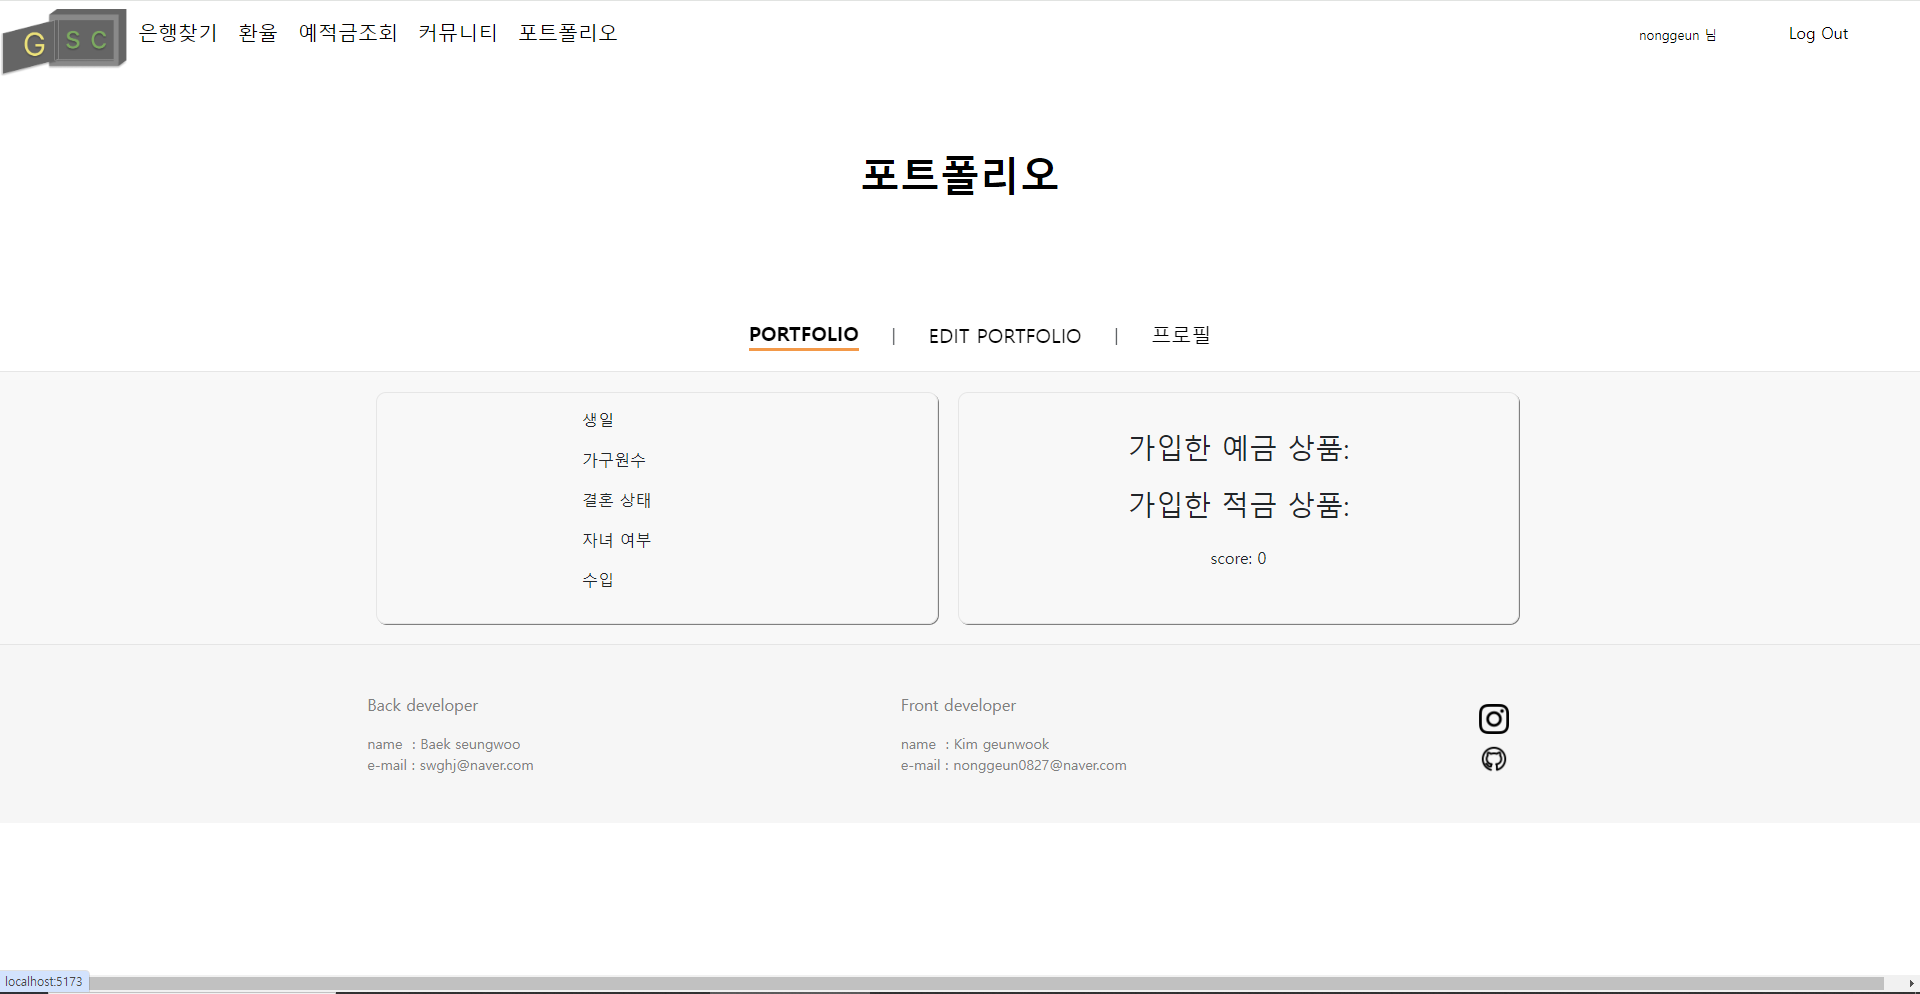 G S C 은행찾기 환율 예적금조회 커뮤니티 포트폴리오 nonggeun 님 Log Out
포트폴리오
PORTFOLIO | EDIT PORTFOLIO | 프로필
생일
가구원수
결혼 상태
자녀 여부
수입
가입한 예금 상품:
가입한 적금 상품:
score: 0
Back developer
name : Baek seungwoo
e-mail : swghj@naver.com
Front developer
name : Kim geunwook
e-mail : nonggeun0827@naver.com
localhost:5173